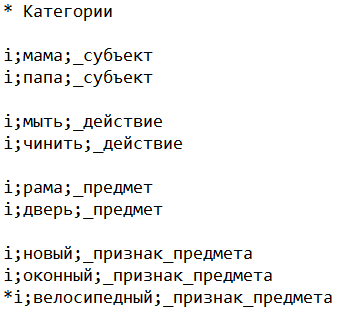 * Категории
i;мама;_субъект
i;папа;_субъект
i;мыть;_действие
i;чинить;_действие
i;рама;_предмет
i;дверь;_предмет
i;новый;_признак_предмета
i;оконный;_признак_предмета
*i;велосипедный;_признак_предмета